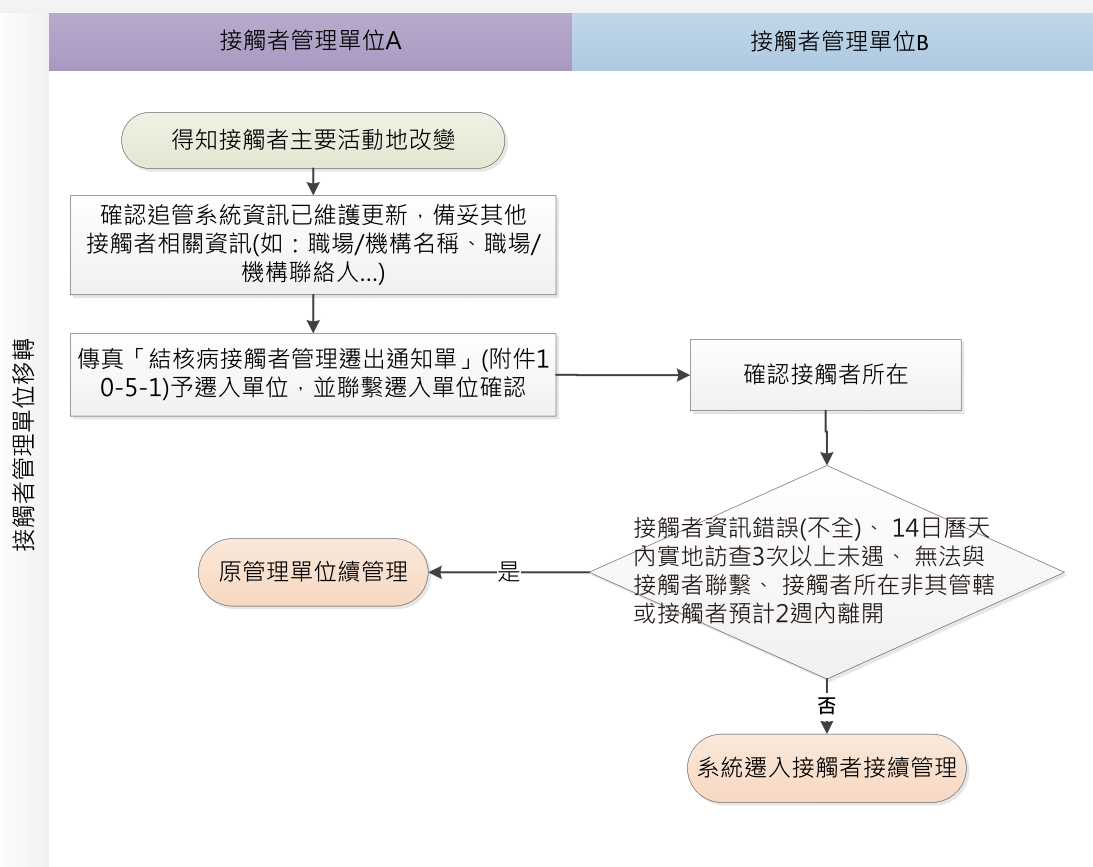 接觸者管理單位A
接觸者管理單位B
接觸者管理單位移轉
得知接觸者主要活動地改變
確認追管系統資訊已維護更新，備妥其他
接觸者相關資訊(如：職場/機構名稱、職場/
機構聯絡人…)
傳真「結核病接觸者管理遷出通知單」(附件1
0-5-1)予遷入單位，並聯繫遷入單位確認
確認接觸者所在
接觸者資訊錯誤(不全)、 14日曆天
內實地訪查3次以上未遇、 無法與
接觸者聯繫、 接觸者所在非其管轄
或接觸者預計2週內離開
是
原管理單位續管理
否
系統遷入接觸者接續管理